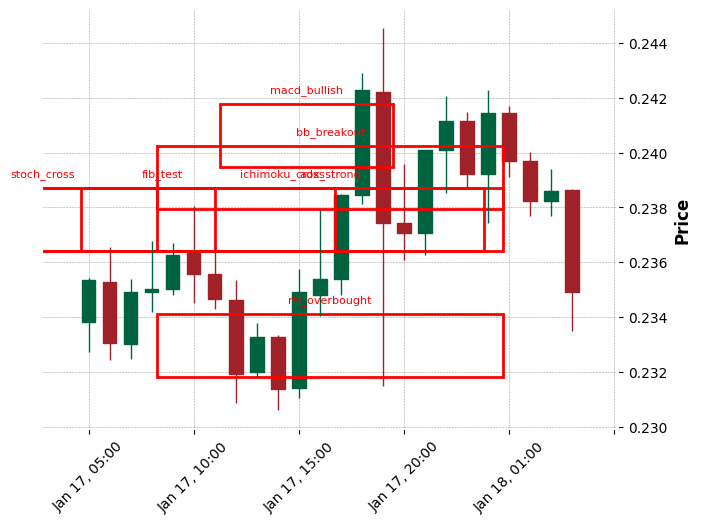 0.244
macd_bullish
0.242
bb_breakout
0.240
stoch_cross
fib_test
ichimoku_cross
adx_strong
0.238
Price
0.236
rsi_overbought
0.234
0.232
0.230
Jan 17, 05:00
Jan 17, 10:00
Jan 17, 15:00
Jan 17, 20:00
Jan 18, 01:00